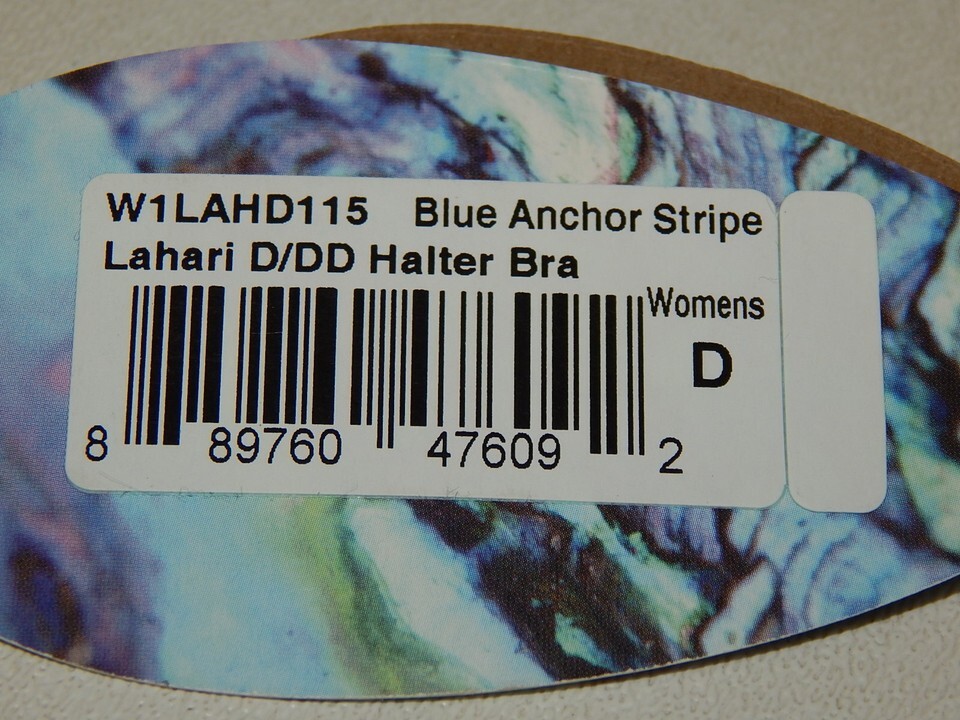 W1LAHD115 Blue Anchor Stripe
Lahari D/DD Halter Bra
Womens
D
8 89760 47609 2